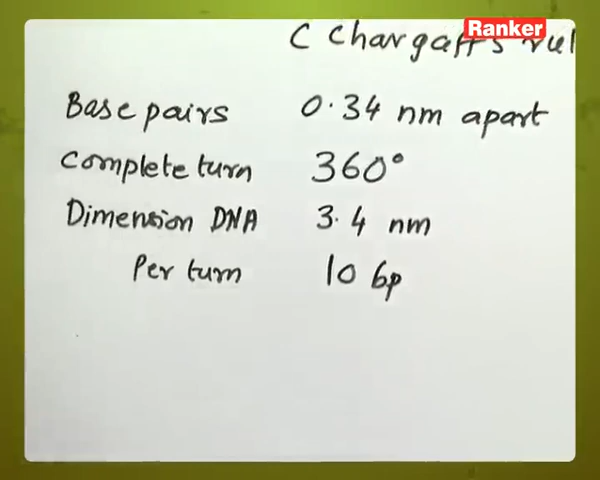 Ranker
C Chargaff's rul
Base pairs 0.34 nm apart
Complete turn 360°
Dimension DNA 3.4 nm
Per turn 10 bp